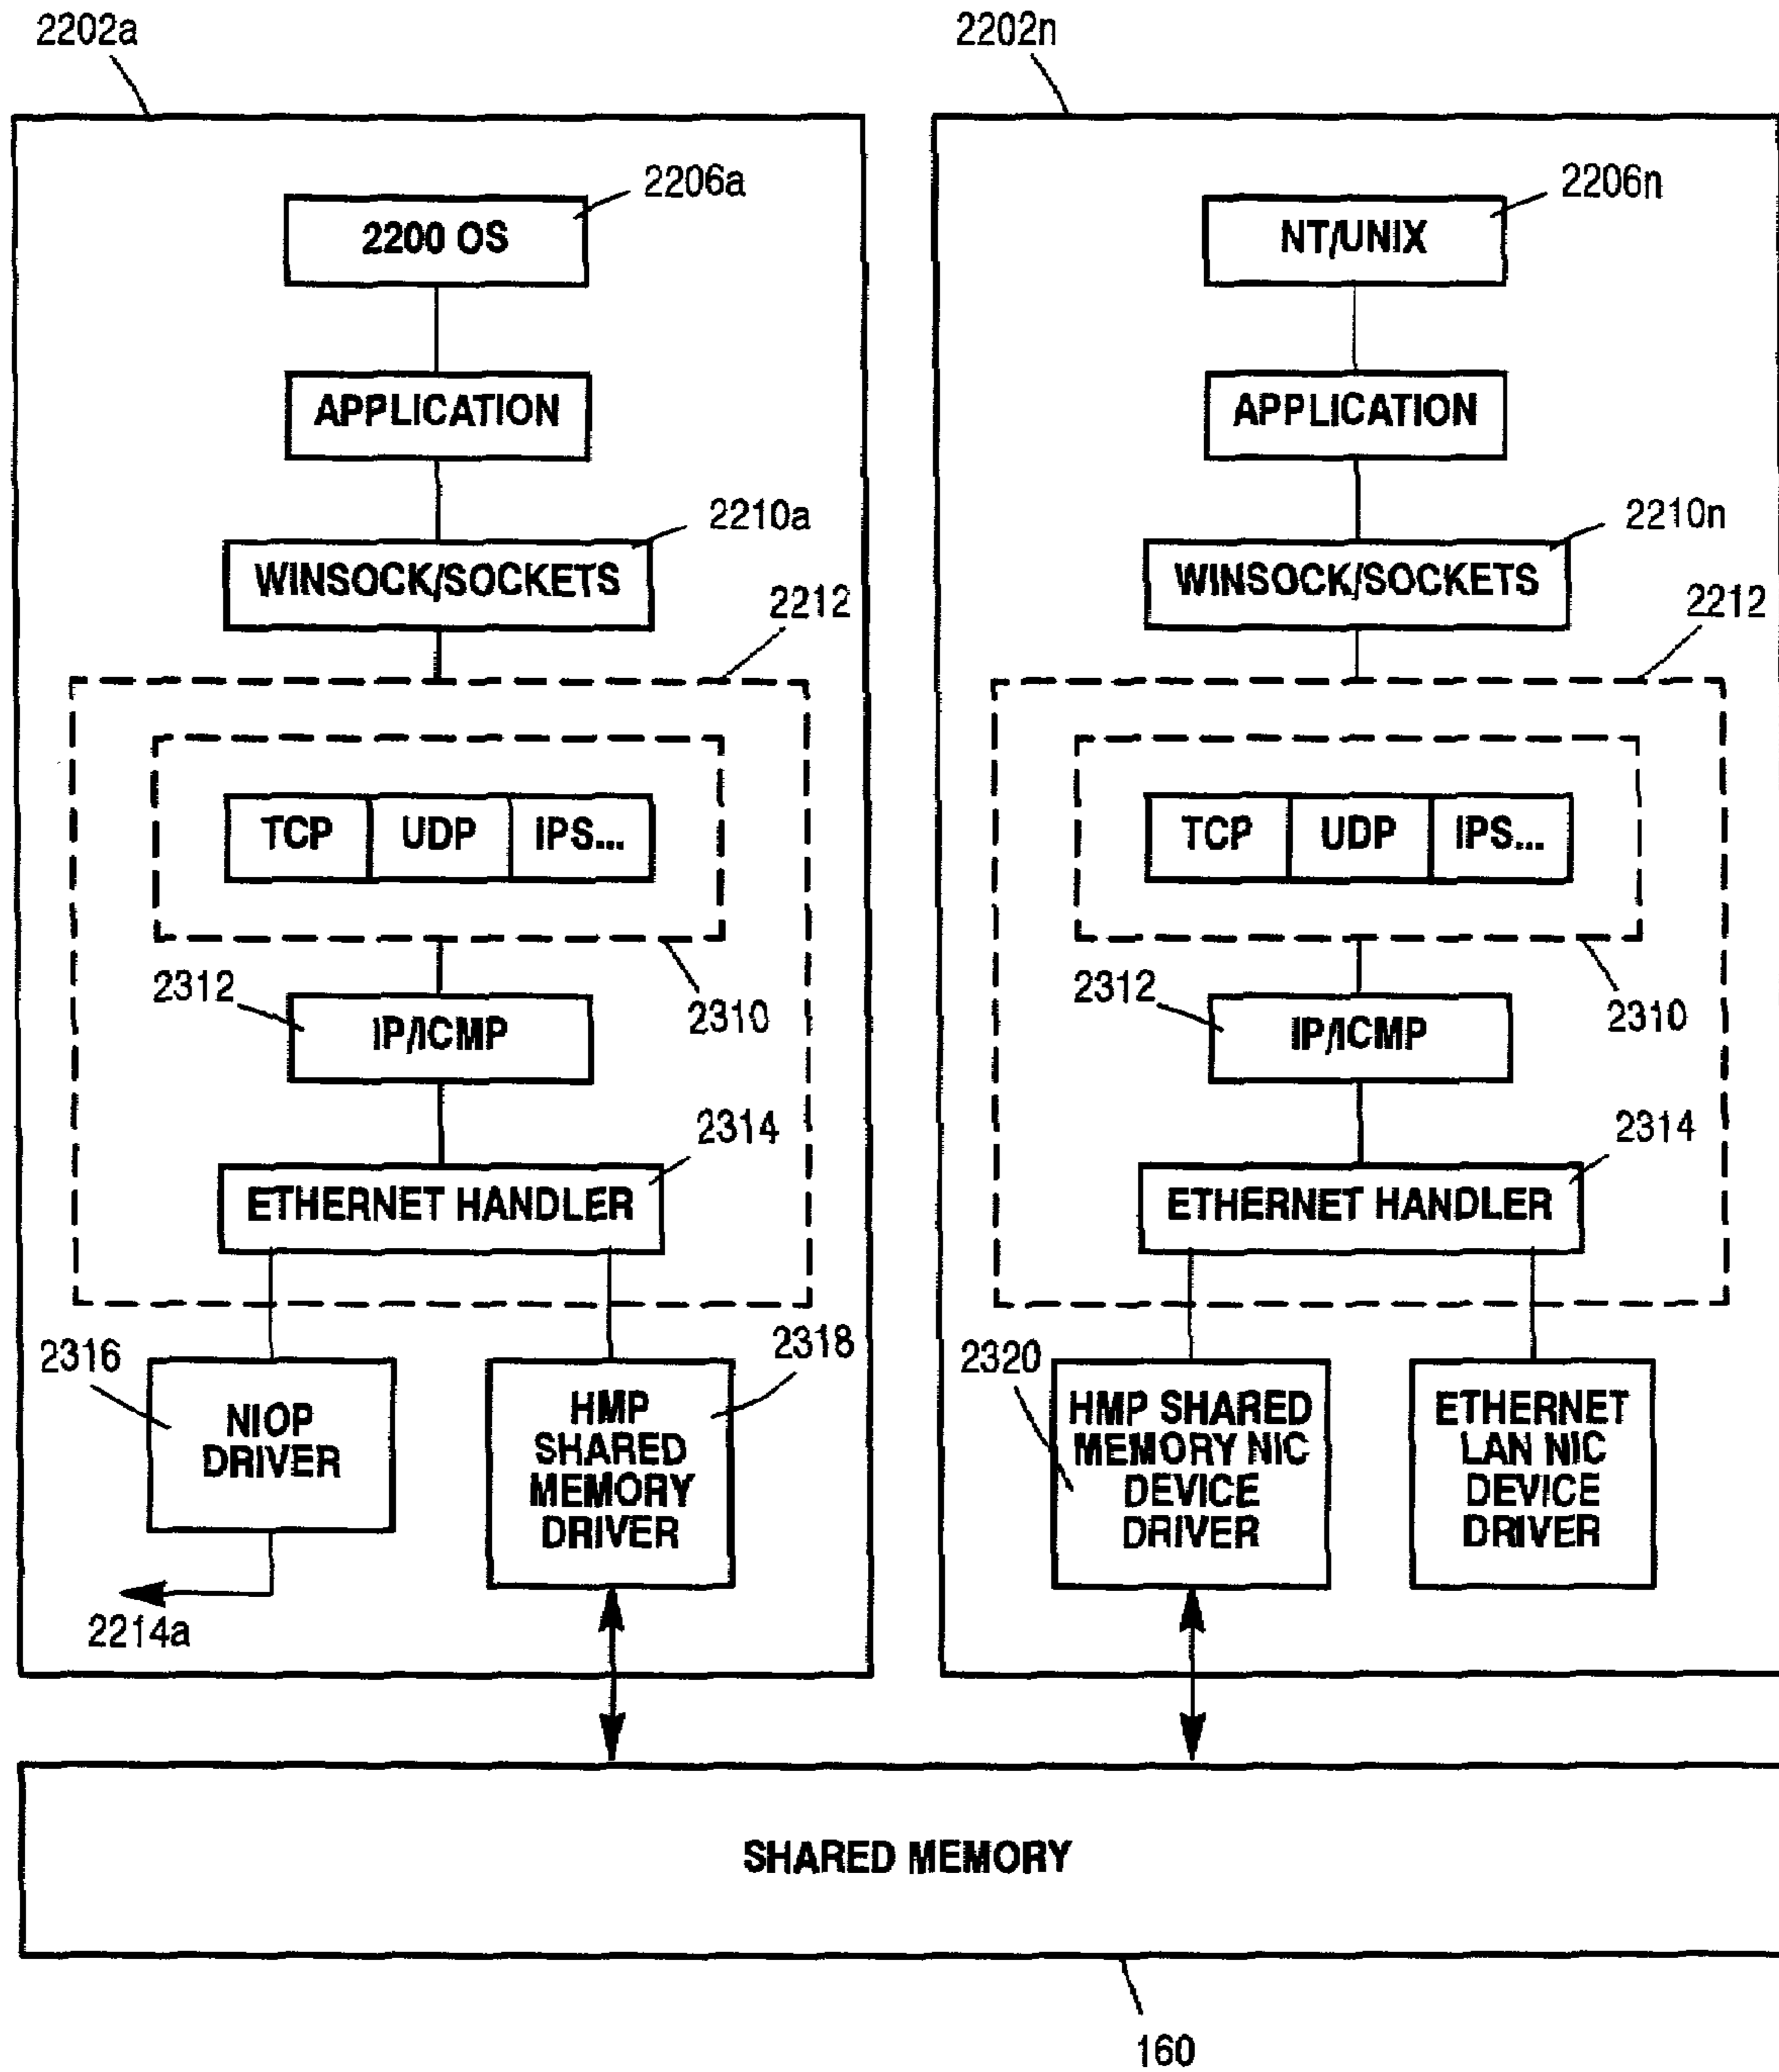 2202a
2206a
2200 OS
APPLICATION
2210a
WINSOCK/SOCKETS
2212
TCP UDP IPS...
2312
IP/ICMP
2310
2314
ETHERNET HANDLER
2316
NIOP
DRIVER
2318
HMP
SHARED
MEMORY
DRIVER
2214a
2202n
2206n
NT/UNIX
APPLICATION
2210n
WINSOCK/SOCKETS
2212
TCP UDP IPS...
2312
IP/ICMP
2310
2314
ETHERNET HANDLER
2320
HMP SHARED
MEMORY NIC
DEVICE
DRIVER
ETHERNET
LAN NIC
DEVICE
DRIVER
SHARED MEMORY
160